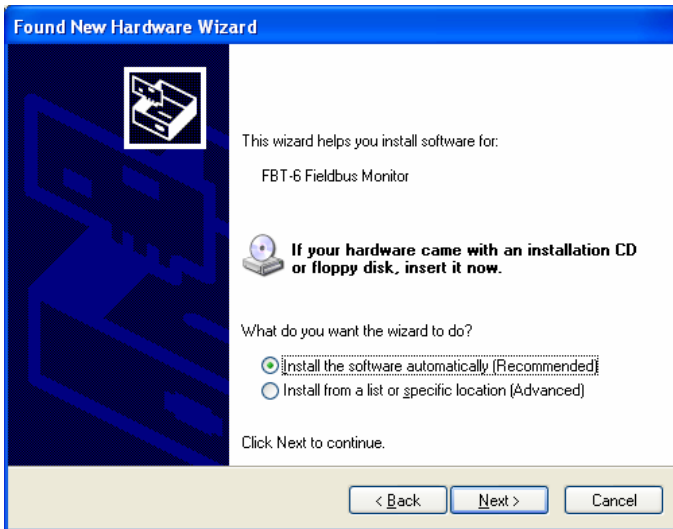 Found New Hardware Wizard
This wizard helps you install software for:
FBT-6 Fieldbus Monitor
If your hardware came with an installation CD
or floppy disk, insert it now.
What do you want the wizard to do?
Install the software automatically (Recommended)
Install from a list or specific location (Advanced)
Click Next to continue.
< Back
Next >
Cancel